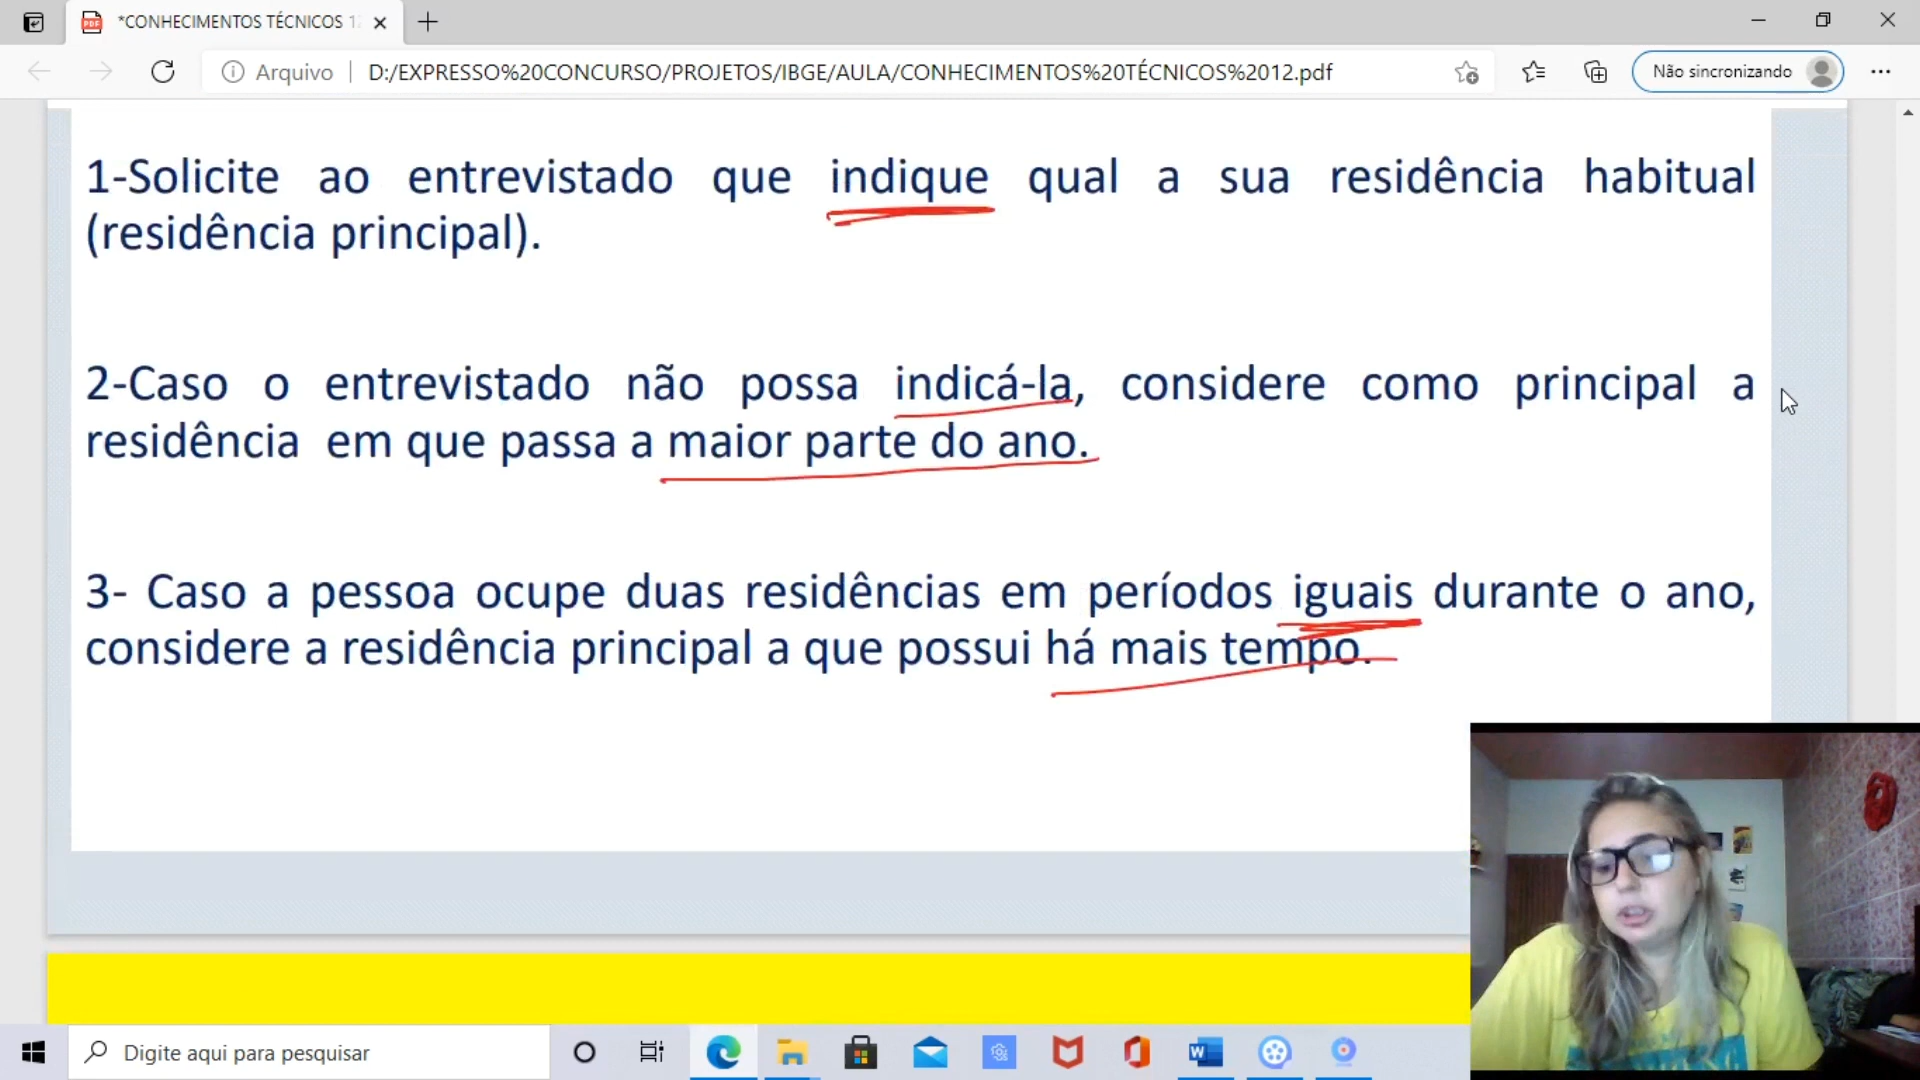 *CONHECIMENTOS TÉCNICOS 12
Arquivo
D:/EXPRESSO%20CONCURSO/PROJETOS/IBGE/AULA/CONHECIMENTOS%20TÉCNICOS%2012.pdf
Não sincronizando
1-Solicite ao entrevistado que indique qual a sua residência habitual
(residência principal).
2-Caso o entrevistado não possa indicá-la, considere como principal a
residência em que passa a maior parte do ano.
3- Caso a pessoa ocupe duas residências em períodos iguais durante o ano,
considere a residência principal a que possui há mais tempo.
Digite aqui para pesquisar